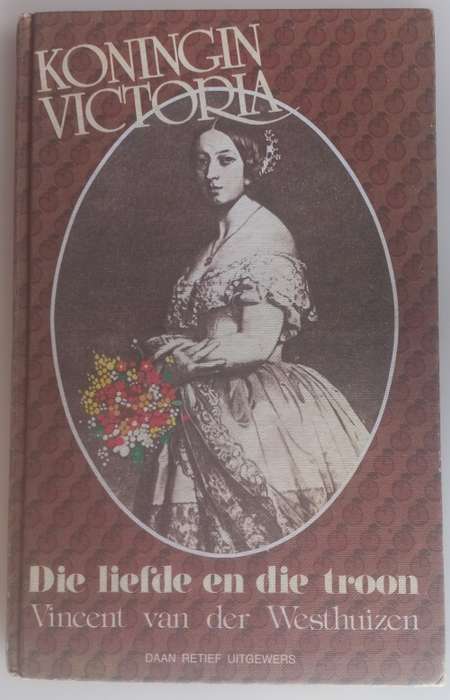 KONINGIN
VICTORIA
Die liefde en die troon
Vincent van der Westhuizen
DAAN RETIEF UITGEWERS